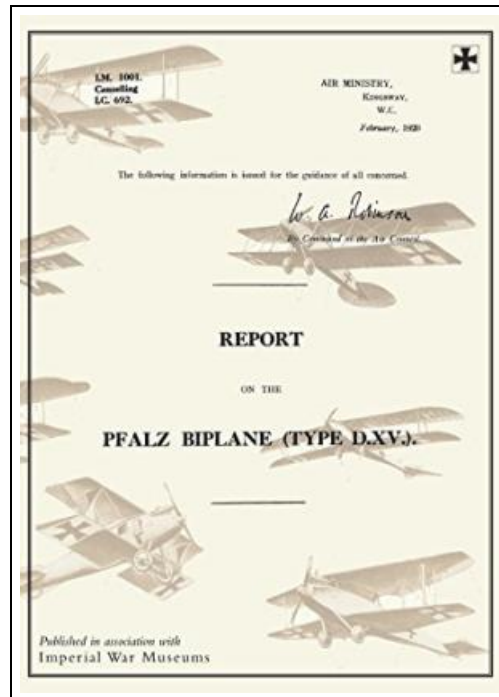 I.M. 1001.
Cancelling
I.C. 692.
AIR MINISTRY,
KINGSWAY,
W.C.
February, 1920
The following information is issued for the guidance of all concerned.
W. A. Robinson
By Command of the Air Council.
REPORT
ON THE
PFALZ BIPLANE (TYPE D.XV.).
Published in association with
Imperial War Museums